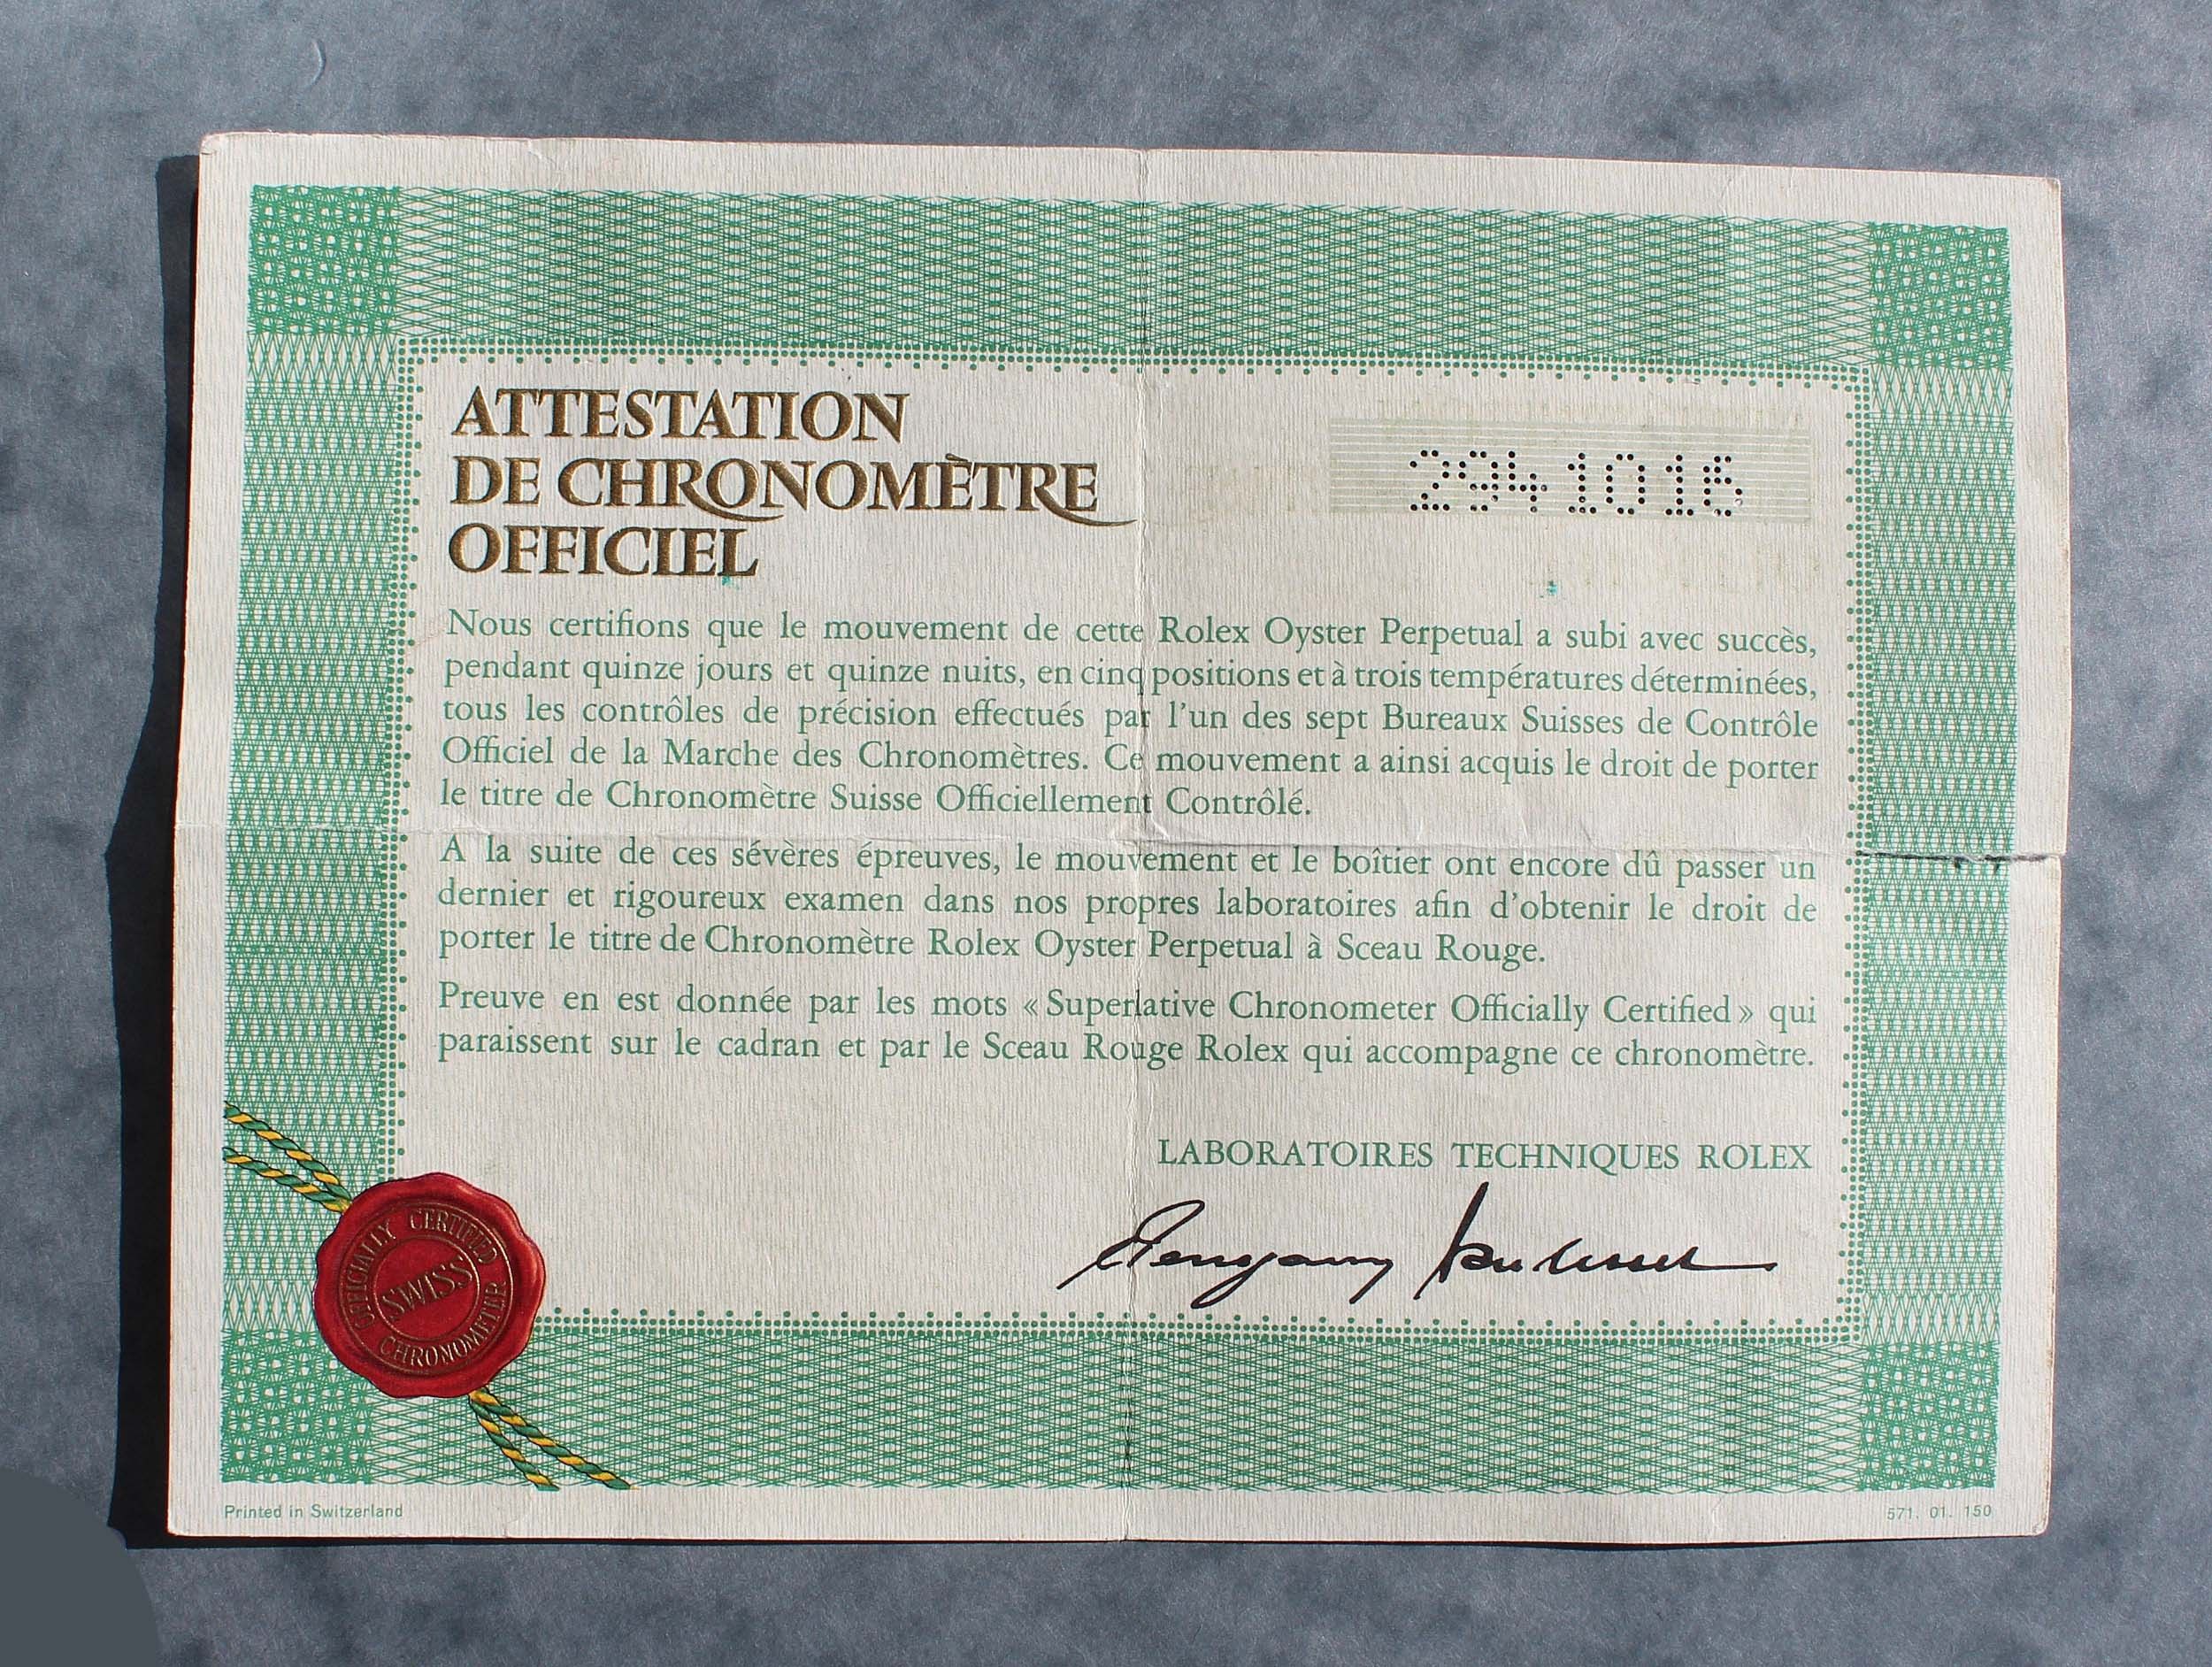 ATTESTATION
DE CHRONOMÈTRE
OFFICIEL
2941016
Nous certifions que le mouvement de cette Rolex Oyster Perpetual a subi avec succès,
pendant quinze jours et quinze nuits, en cinq positions et à trois températures déterminées,
tous les contrôles de précision effectués par l'un des sept Bureaux Suisses de Contrôle
Officiel de la Marche des Chronomètres. Ce mouvement a ainsi acquis le droit de porter
le titre de Chronomètre Suisse Officiellement Contrôlé.
A la suite de ces sévères épreuves, le mouvement et le boîtier ont encore dû passer un
dernier et rigoureux examen dans nos propres laboratoires afin d'obtenir le droit de
porter le titre de Chronomètre Rolex Oyster Perpetual à Sceau Rouge.
Preuve en est donnée par les mots « Superlative Chronometer Officially Certified » qui
paraissent sur le cadran et par le Sceau Rouge Rolex qui accompagne ce chronomètre.
LABORATOIRES TECHNIQUES ROLEX
OFFICIALLY CERTIFIED
SWISS
CHRONOMETER
Printed in Switzerland
571. 01. 150